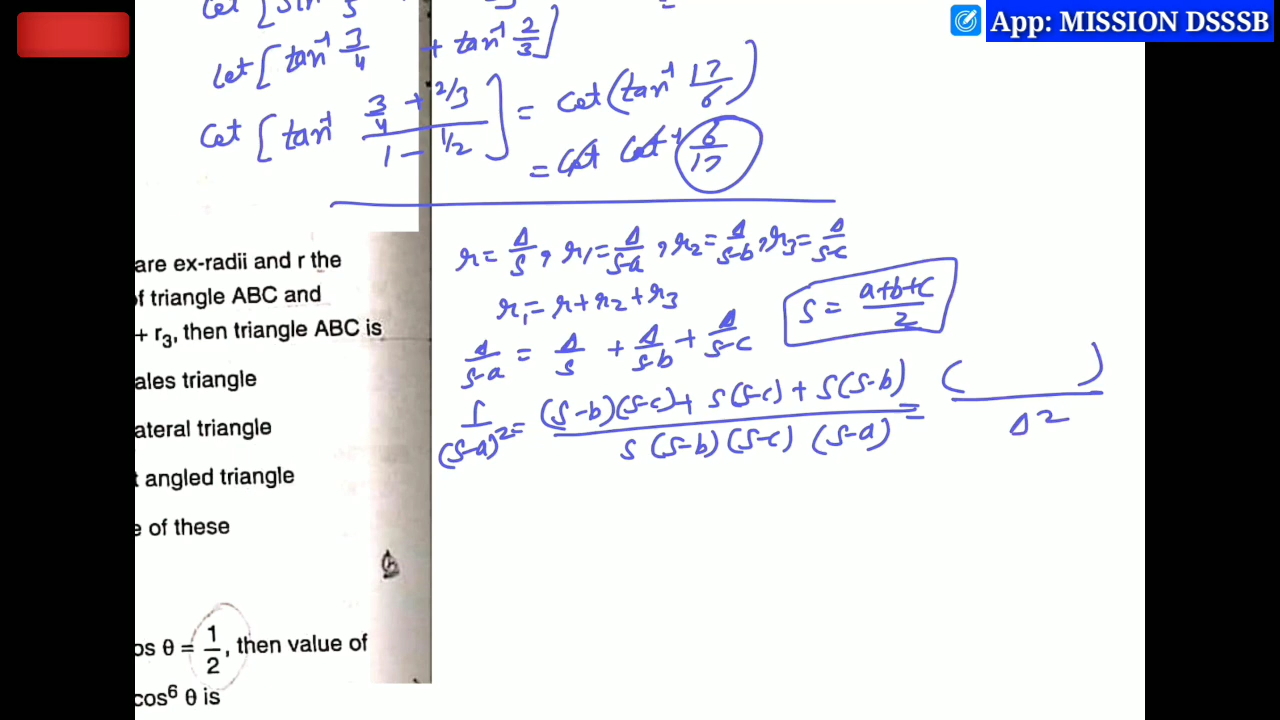 App: MISSION DSSSB
let [tan⁻¹ 3/4 + tan⁻¹ 2/3]
Cot [tan⁻¹ (3/4 + 2/3)/(1 - 1/2)] = Cot (tan⁻¹ 17/6)
= Cot Cot⁻¹ 6/17
are ex-radii and r the
of triangle ABC and
+ r₃, then triangle ABC is
ales triangle
ateral triangle
t angled triangle
e of these
r = Δ/S, r₁ = Δ/S-a, r₂ = Δ/S-b, r₃ = Δ/S-c
r₁ = r + r₂ + r₃
S = a+b+c/2
Δ/S-a = Δ/S + Δ/S-b + Δ/S-c
1/(S-a)² = (S-b)(S-c) + S(S-c) + S(S-b) / S(S-b)(S-c)(S-a) = ( )/Δ²
os θ = 1/2, then value of
cos⁶ θ is